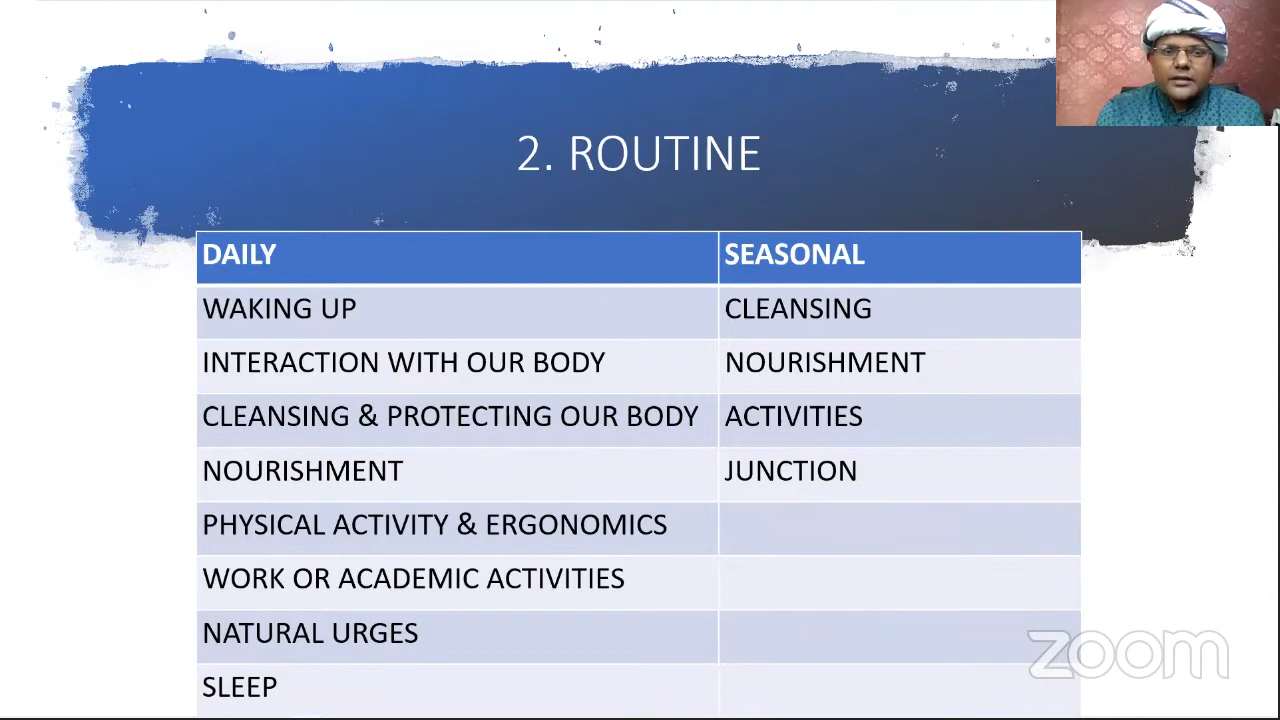 2. ROUTINE
DAILY SEASONAL
WAKING UP CLEANSING
INTERACTION WITH OUR BODY NOURISHMENT
CLEANSING & PROTECTING OUR BODY ACTIVITIES
NOURISHMENT JUNCTION
PHYSICAL ACTIVITY & ERGONOMICS
WORK OR ACADEMIC ACTIVITIES
NATURAL URGES
zoom
SLEEP